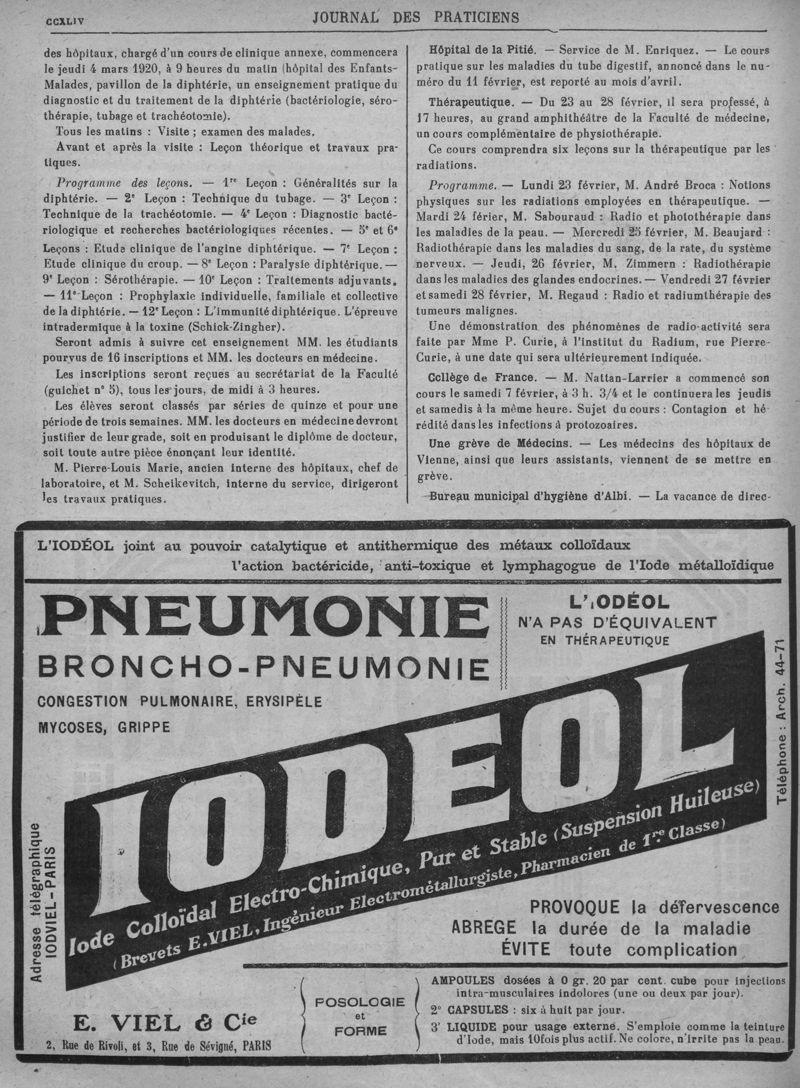 CCXLIV
JOURNAL DES PRATICIENS
des hôpitaux, chargé d'un cours de clinique annexe, commencera
le jeudi 4 mars 1920, à 9 heures du matin (hôpital des Enfants-
Malades, pavillon de la diphtérie, un enseignement pratique du
diagnostic et du traitement de la diphtérie (bactériologie, séro-
thérapie, tubage et trachéotomie).
Tous les matins : Visite ; examen des malades.
Avant et après la visite : Leçon théorique et travaux pra-
tiques.
Programme des leçons. — 1re Leçon : Généralités sur la
diphtérie. — 2e Leçon : Technique du tubage. — 3e Leçon :
Technique de la trachéotomie. — 4e Leçon : Diagnostic bacté-
riologique et recherches bactériologiques récentes. — 5e et 6e
Leçons : Etude clinique de l'angine diphtérique. — 7e Leçon :
Etude clinique du croup. — 8e Leçon : Paralysie diphtérique. —
9e Leçon : Sérothérapie. — 10e Leçon : Traitements adjuvants.
— 11e Leçon : Prophylaxie individuelle, familiale et collective
de la diphtérie. — 12e Leçon : L'immunité diphtérique. L'épreuve
intradermique à la toxine (Schick-Zingher).
Seront admis à suivre cet enseignement MM. les étudiants
pourvus de 16 inscriptions et MM. les docteurs en médecine.
Les inscriptions seront reçues au secrétariat de la Faculté
(guichet n° 5), tous les jours, de midi à 3 heures.
Les élèves seront classés par séries de quinze et pour une
période de trois semaines. MM. les docteurs en médecine devront
justifier de leur grade, soit en produisant le diplôme de docteur,
soit toute autre pièce énonçant leur identité.
M. Pierre-Louis Marie, ancien interne des hôpitaux, chef de
laboratoire, et M. Scheikevitch, interne du service, dirigeront
les travaux pratiques.
Hôpital de la Pitié. — Service de M. Enriquez. — Le cours
pratique sur les maladies du tube digestif, annoncé dans le nu-
méro du 11 février, est reporté au mois d'avril.
Thérapeutique. — Du 23 au 28 février, il sera professé, à
17 heures, au grand amphithéâtre de la Faculté de médecine,
un cours complémentaire de physiothérapie.
Ce cours comprendra six leçons sur la thérapeutique par les
radiations.
Programme. — Lundi 23 février, M. André Broca : Notions
physiques sur les radiations employées en thérapeutique. —
Mardi 24 férier, M. Sabouraud : Radio et photothérapie dans
les maladies de la peau. — Mercredi 25 février, M. Beaujard :
Radiothérapie dans les maladies du sang, de la rate, du système
nerveux. — Jeudi, 26 février, M. Zimmern : Radiothérapie
dans les maladies des glandes endocrines. — Vendredi 27 février
et samedi 28 février, M. Regaud : Radio et radiumthérapie des
tumeurs malignes.
Une démonstration des phénomènes de radio-activité sera
faite par Mme P. Curie, à l'institut du Radium, rue Pierre-
Curie, à une date qui sera ultérieurement indiquée.
Collège de France. — M. Nattan-Larrier a commencé son
cours le samedi 7 février, à 3 h. 3/4 et le continuera les jeudis
et samedis à la même heure. Sujet du cours : Contagion et hé
rédité dans les infections à protozoaires.
Une grève de Médecins. — Les médecins des hôpitaux de
Vienne, ainsi que leurs assistants, viennent de se mettre en
grève.
Bureau municipal d'hygiène d'Albi. — La vacance de direc-
L'IODÉOL joint au pouvoir catalytique et antithermique des métaux colloïdaux
l'action bactéricide, anti-toxique et lymphagogue de l'Iode métalloïdique
PNEUMONIE
BRONCHO-PNEUMONIE
CONGESTION PULMONAIRE, ERYSIPÈLE
MYCOSES, GRIPPE
L'IODÉOL
N'A PAS D'ÉQUIVALENT
EN THÉRAPEUTIQUE
IODEOL
Iode Colloïdal Electro-Chimique, Pur et Stable (Suspension Huileuse)
(Brevets E. VIEL, Ingénieur Electrométallurgiste, Pharmacien de 1re Classe)
Téléphone : Arch. 44-71
Adresse télégraphique
IODVIEL-PARIS
PROVOQUE la défervescence
ABREGE la durée de la maladie
ÉVITE toute complication
E. VIEL & Cie
2, Rue de Rivoli, et 3, Rue de Sévigné, PARIS
POSOLOGIE
et
FORME
AMPOULES dosées à 0 gr. 20 par cent. cube pour injections
intra-musculaires indolores (une ou deux par jour).
2° CAPSULES : six à huit par jour.
3° LIQUIDE pour usage externe. S'emploie comme la teinture
d'Iode, mais 10 fois plus actif. Ne colore, n'irrite pas la peau.